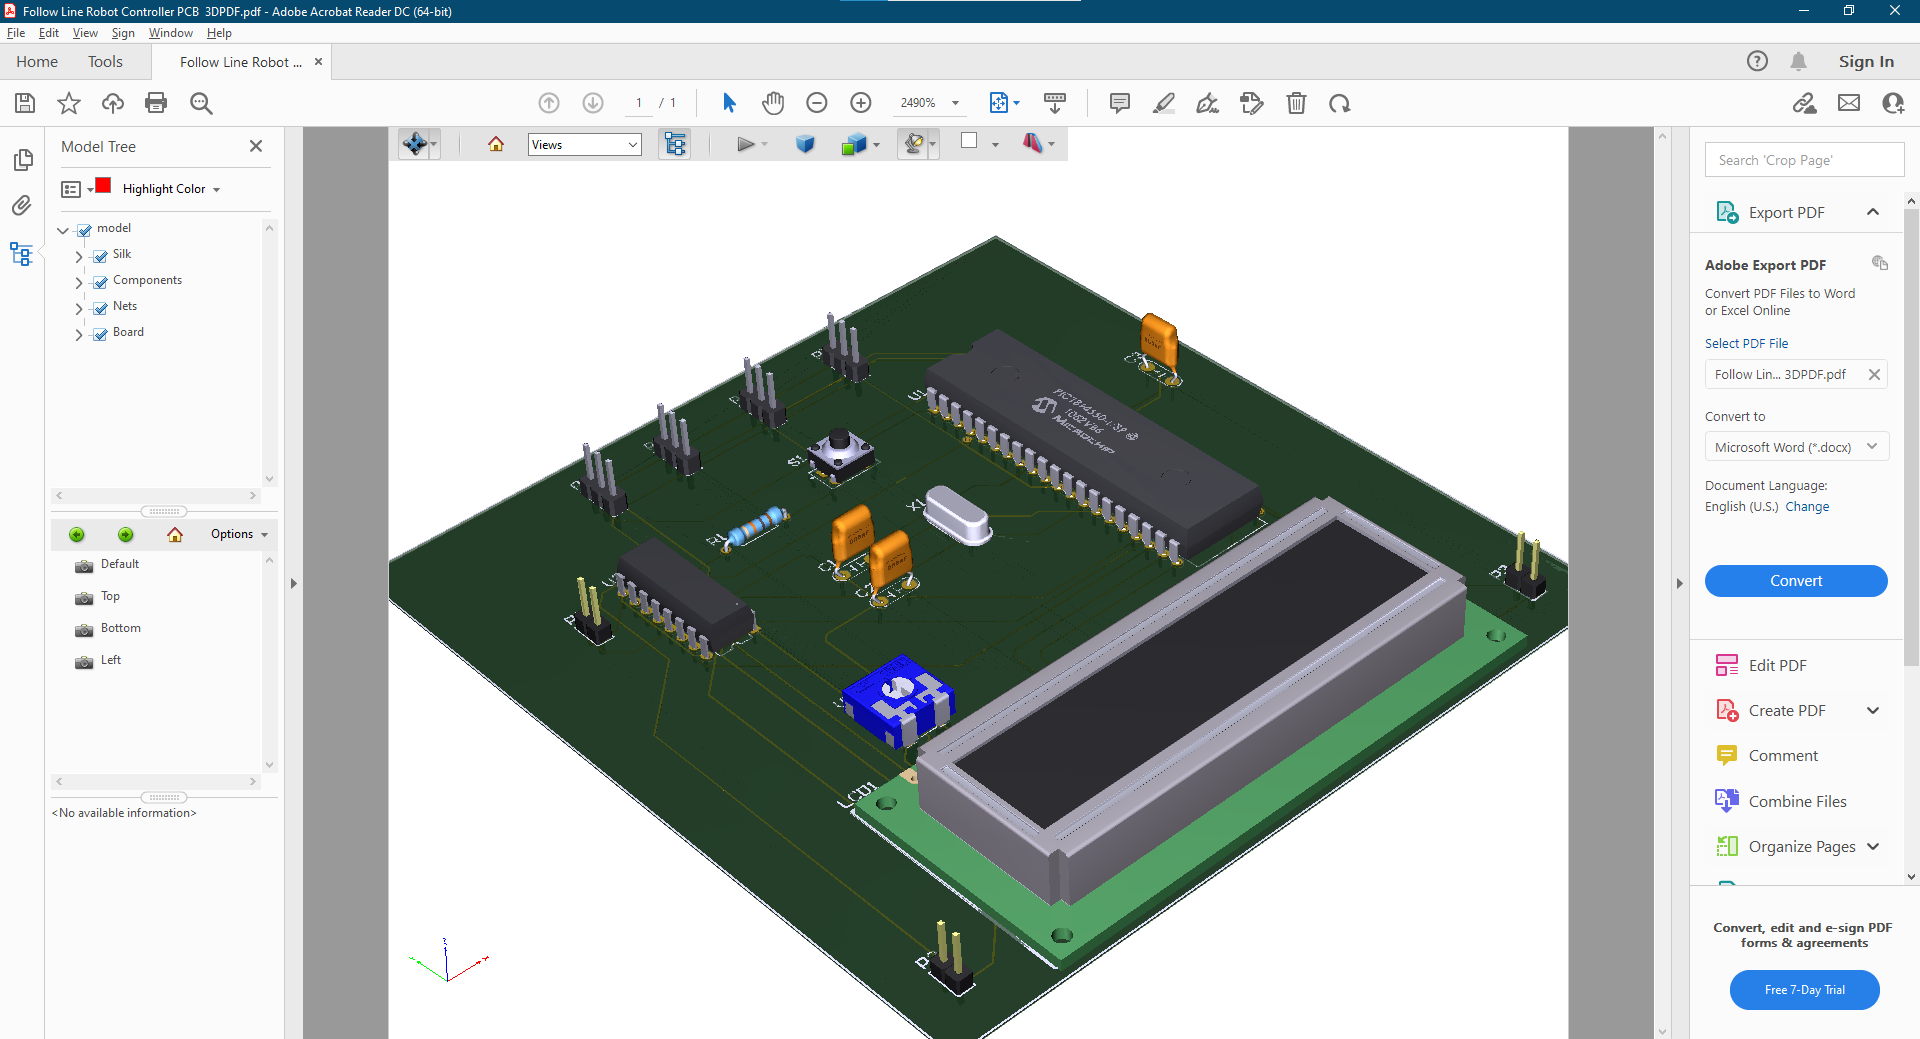 Follow Line Robot Controller PCB  3DPDF.pdf - Adobe Acrobat Reader DC (64-bit)
File Edit View Sign Window Help
Home Tools Follow Line Robot ...
Sign In
1 / 1
2490%
Model Tree
Views
Search 'Crop Page'
Highlight Color
model
Silk
Components
Nets
Board
Options
Default
Top
Bottom
Left
<No available information>
X1
MICROCHIP
LCD1
Export PDF
Adobe Export PDF
Convert PDF Files to Word
or Excel Online
Select PDF File
Follow Lin... 3DPDF.pdf
Convert to
Microsoft Word (*.docx)
Document Language:
English (U.S.) Change
Convert
Edit PDF
Create PDF
Comment
Combine Files
Organize Pages
Convert, edit and e-sign PDF
forms & agreements
Free 7-Day Trial